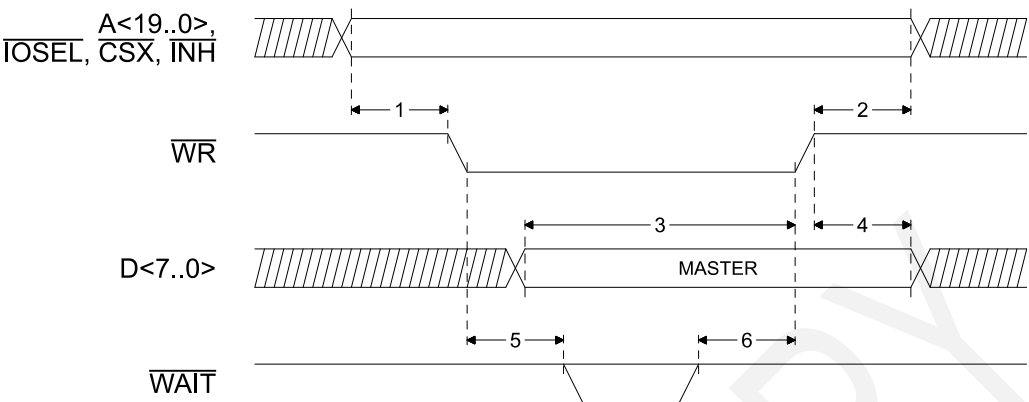 A<19..0>,
IOSEL, CSX, INH
1
2
WR
3
4
D<7..0>
MASTER
5
6
WAIT